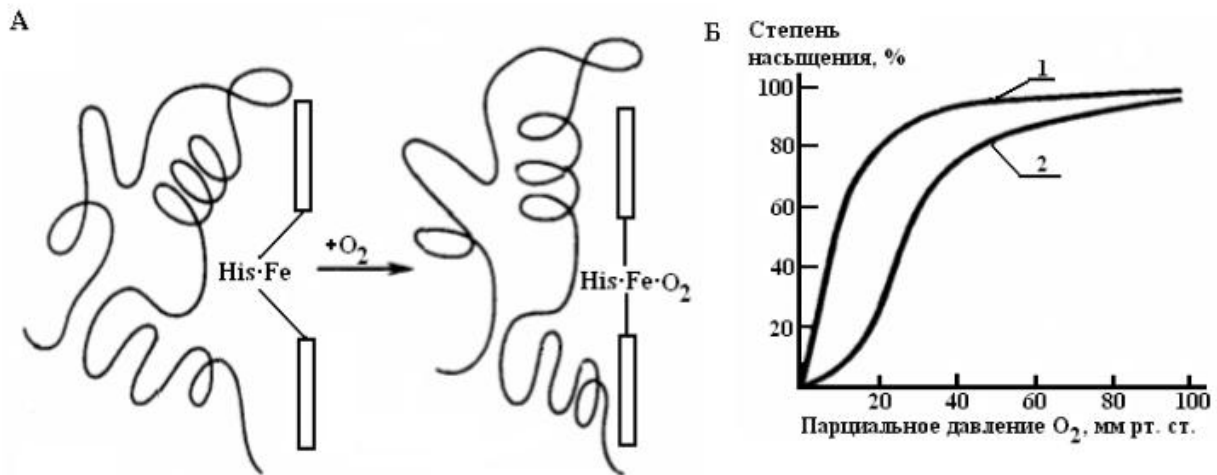 А
His·Fe
+O₂
His·Fe·O₂
Б
Степень
насыщения, %
100
80
60
40
20
1
2
20
40
60
80
100
Парциальное давление O₂, мм рт. ст.